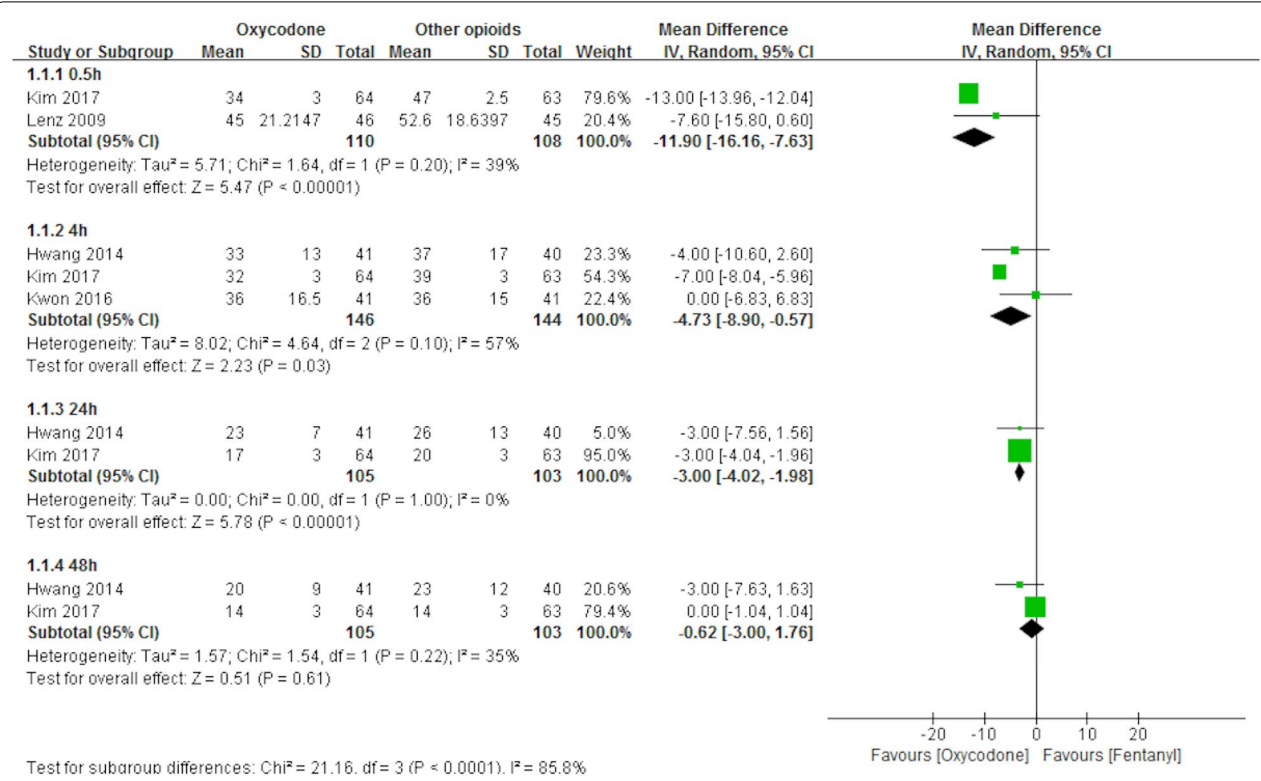 Oxycodone Other opioids Mean Difference Mean Difference
Study or Subgroup Mean SD Total Mean SD Total Weight IV, Random, 95% CI IV, Random, 95% CI
1.1.1 0.5h
Kim 2017 34 3 64 47 2.5 63 79.6% -13.00 [-13.96, -12.04]
Lenz 2009 45 21.2147 46 52.6 18.6397 45 20.4% -7.60 [-15.80, 0.60]
Subtotal (95% CI) 110 108 100.0% -11.90 [-16.16, -7.63]
Heterogeneity: Tau² = 5.71; Chi² = 1.64, df = 1 (P = 0.20); I² = 39%
Test for overall effect: Z = 5.47 (P < 0.00001)
1.1.2 4h
Hwang 2014 33 13 41 37 17 40 23.3% -4.00 [-10.60, 2.60]
Kim 2017 32 3 64 39 3 63 54.3% -7.00 [-8.04, -5.96]
Kwon 2016 36 16.5 41 36 15 41 22.4% 0.00 [-6.83, 6.83]
Subtotal (95% CI) 146 144 100.0% -4.73 [-8.90, -0.57]
Heterogeneity: Tau² = 8.02; Chi² = 4.64, df = 2 (P = 0.10); I² = 57%
Test for overall effect: Z = 2.23 (P = 0.03)
1.1.3 24h
Hwang 2014 23 7 41 26 13 40 5.0% -3.00 [-7.56, 1.56]
Kim 2017 17 3 64 20 3 63 95.0% -3.00 [-4.04, -1.96]
Subtotal (95% CI) 105 103 100.0% -3.00 [-4.02, -1.98]
Heterogeneity: Tau² = 0.00; Chi² = 0.00, df = 1 (P = 1.00); I² = 0%
Test for overall effect: Z = 5.78 (P < 0.00001)
1.1.4 48h
Hwang 2014 20 9 41 23 12 40 20.6% -3.00 [-7.63, 1.63]
Kim 2017 14 3 64 14 3 63 79.4% 0.00 [-1.04, 1.04]
Subtotal (95% CI) 105 103 100.0% -0.62 [-3.00, 1.76]
Heterogeneity: Tau² = 1.57; Chi² = 1.54, df = 1 (P = 0.22); I² = 35%
Test for overall effect: Z = 0.51 (P = 0.61)
-20 -10 0 10 20
Favours [Oxycodone] Favours [Fentanyl]
Test for subgroup differences: Chi² = 21.16, df = 3 (P < 0.0001), I² = 85.8%